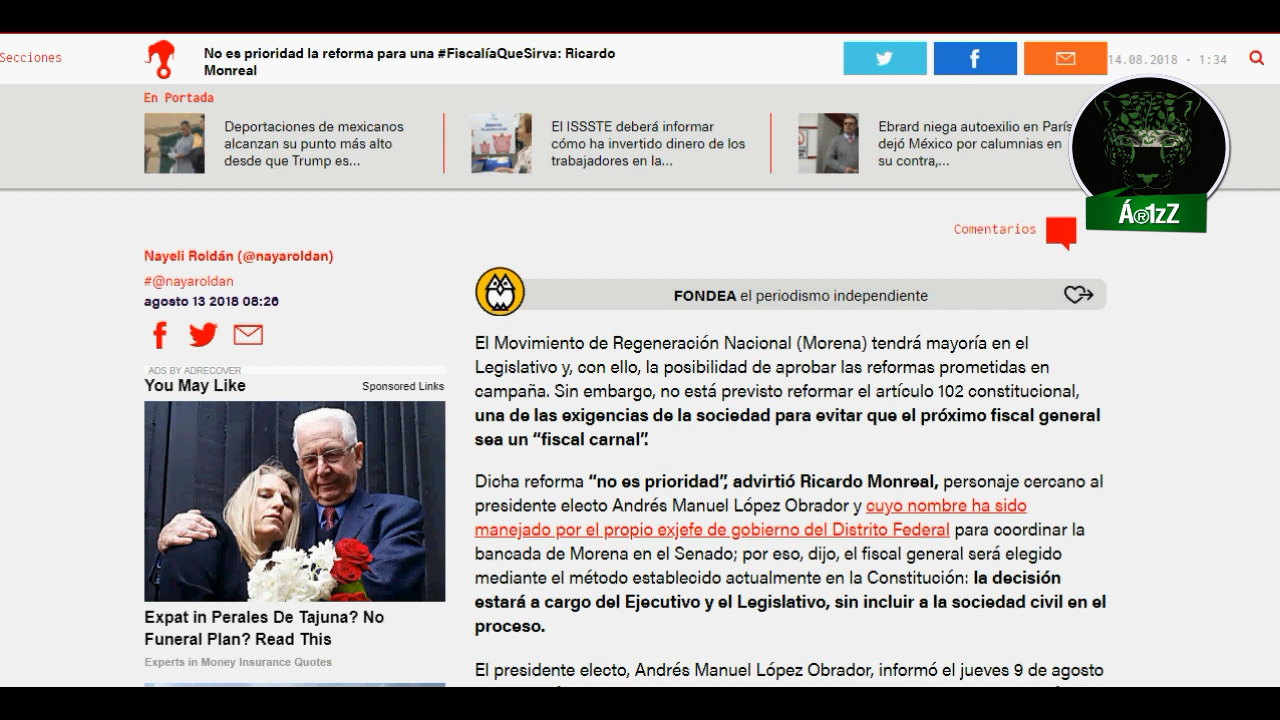 Secciones
No es prioridad la reforma para una #FiscalíaQueSirva: Ricardo
Monreal
14.08.2018 - 1:34
En Portada
Deportaciones de mexicanos
alcanzan su punto más alto
desde que Trump es...
El ISSSTE deberá informar
cómo ha invertido dinero de los
trabajadores en la...
Ebrard niega autoexilio en París
dejó México por calumnias en
su contra,...
Á®1zZ
Comentarios
Nayeli Roldán (@nayaroldan)
#@nayaroldan
agosto 13 2018 08:26
ADS BY ADRECOVER
You May Like
Sponsored Links
Expat in Perales De Tajuna? No
Funeral Plan? Read This
Experts in Money Insurance Quotes
FONDEA el periodismo independiente
El Movimiento de Regeneración Nacional (Morena) tendrá mayoría en el
Legislativo y, con ello, la posibilidad de aprobar las reformas prometidas en
campaña. Sin embargo, no está previsto reformar el artículo 102 constitucional,
una de las exigencias de la sociedad para evitar que el próximo fiscal general
sea un “fiscal carnal”.
Dicha reforma “no es prioridad”, advirtió Ricardo Monreal, personaje cercano al
presidente electo Andrés Manuel López Obrador y cuyo nombre ha sido
manejado por el propio exjefe de gobierno del Distrito Federal para coordinar la
bancada de Morena en el Senado; por eso, dijo, el fiscal general será elegido
mediante el método establecido actualmente en la Constitución: la decisión
estará a cargo del Ejecutivo y el Legislativo, sin incluir a la sociedad civil en el
proceso.
El presidente electo, Andrés Manuel López Obrador, informó el jueves 9 de agosto